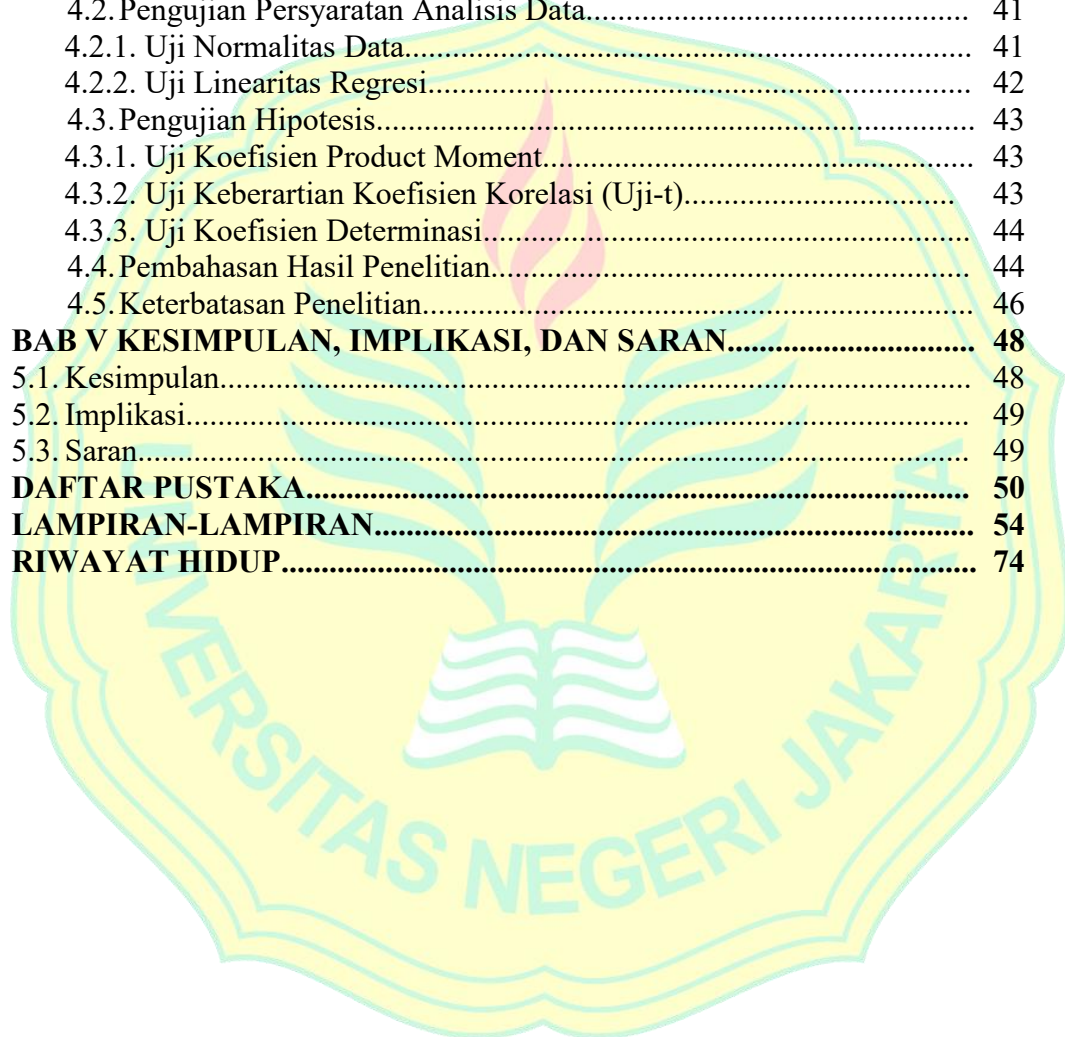 4.2. Pengujian Persyaratan Analisis Data.......................................... 41
4.2.1. Uji Normalitas Data.................................................................. 41
4.2.2. Uji Linearitas Regresi............................................................... 42
4.3. Pengujian Hipotesis..................................................................... 43
4.3.1. Uji Koefisien Product Moment.................................................. 43
4.3.2. Uji Keberartian Koefisien Korelasi (Uji-t)............................... 43
4.3.3. Uji Koefisien Determinasi........................................................ 44
4.4. Pembahasan Hasil Penelitian....................................................... 44
4.5. Keterbatasan Penelitian................................................................ 46
BAB V KESIMPULAN, IMPLIKASI, DAN SARAN............................. 48
5.1. Kesimpulan.................................................................................. 48
5.2. Implikasi...................................................................................... 49
5.3. Saran............................................................................................ 49
DAFTAR PUSTAKA........................................................................... 50
LAMPIRAN-LAMPIRAN................................................................... 54
RIWAYAT HIDUP............................................................................... 74
UNIVERSITAS NEGERI JAKARTA